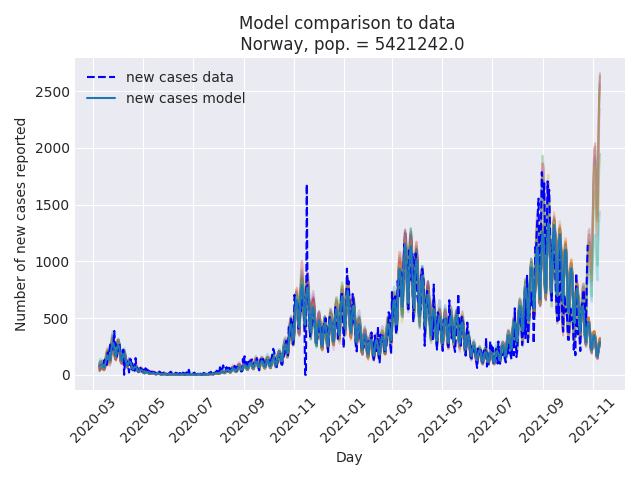 Model comparison to data
Norway, pop. = 5421242.0
new cases data
new cases model
Number of new cases reported
2500
2000
1500
1000
500
0
2020-03
2020-05
2020-07
2020-09
2020-11
2021-01
2021-03
2021-05
2021-07
2021-09
2021-11
Day